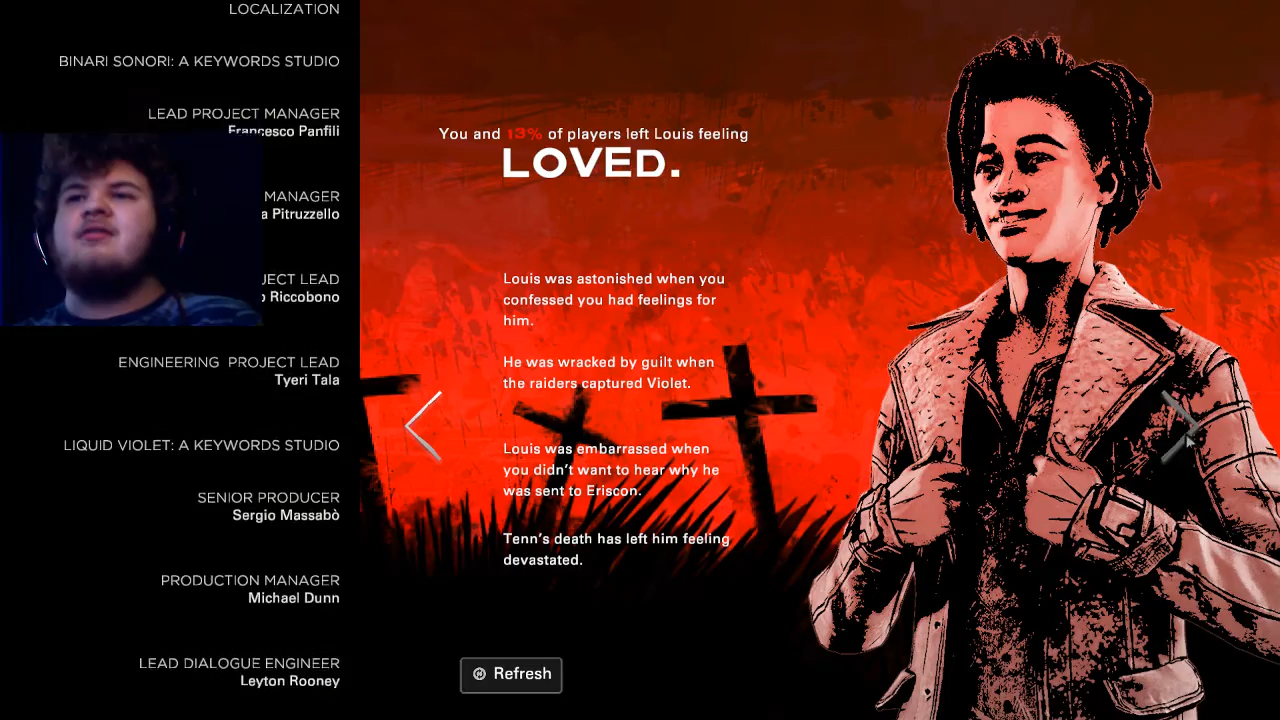 LOCALIZATION
BINARI SONORI: A KEYWORDS STUDIO
LEAD PROJECT MANAGER
Francesco Panfili
MANAGER
a Pitruzzello
JECT LEAD
o Riccobono
ENGINEERING PROJECT LEAD
Tyeri Tala
LIQUID VIOLET: A KEYWORDS STUDIO
SENIOR PRODUCER
Sergio Massabò
PRODUCTION MANAGER
Michael Dunn
LEAD DIALOGUE ENGINEER
Leyton Rooney
You and 13% of players left Louis feeling
LOVED.
Louis was astonished when you
confessed you had feelings for
him.
He was wracked by guilt when
the raiders captured Violet.
Louis was embarrassed when
you didn't want to hear why he
was sent to Eriscon.
Tenn's death has left him feeling
devastated.
Refresh